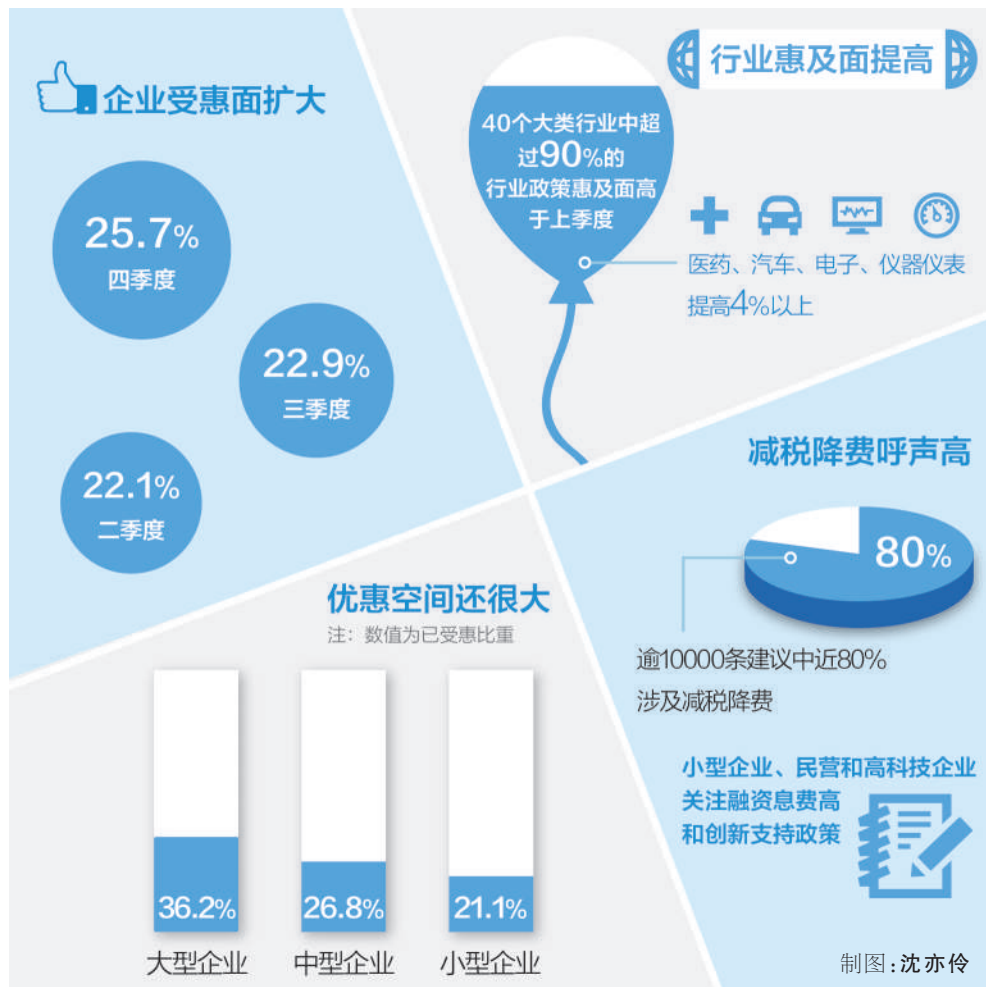 企业受惠面扩大
25.7%
四季度
22.9%
三季度
22.1%
二季度
行业惠及面提高
40个大类行业中超
过90%的
行业政策惠及面高
于上季度
医药、汽车、电子、仪器仪表
提高4%以上
减税降费呼声高
80%
逾10000条建议中近80%
涉及减税降费
小型企业、民营和高科技企业
关注融资息费高
和创新支持政策
优惠空间还很大
注：数值为已受惠比重
36.2%
26.8%
21.1%
大型企业
中型企业
小型企业
制图:沈亦伶